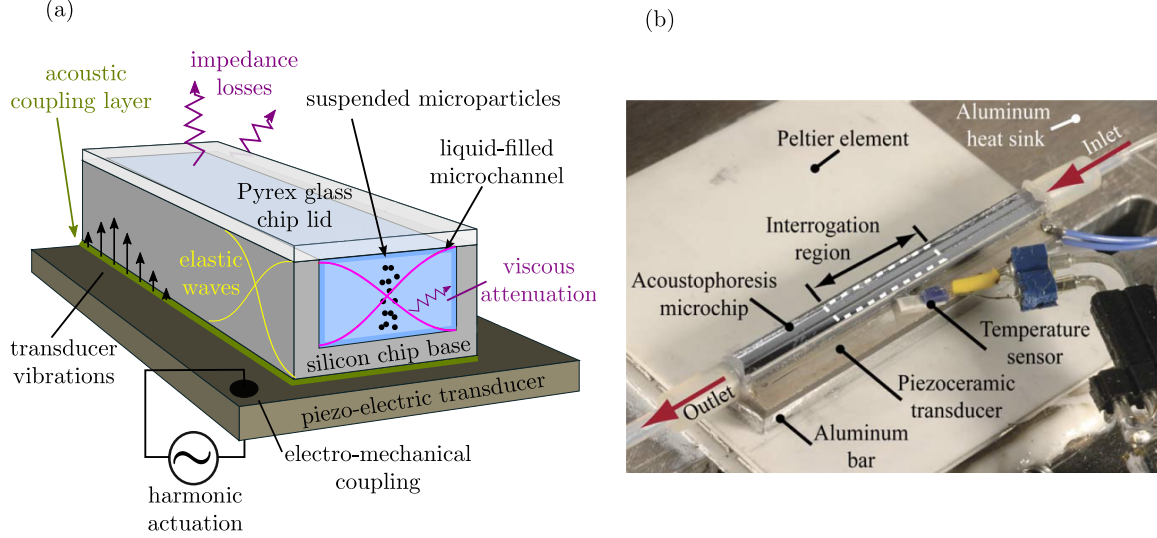 (a)
impedance
losses
acoustic
coupling layer
suspended microparticles
liquid-filled
microchannel
Pyrex glass
chip lid
elastic
waves
viscous
attenuation
transducer
vibrations
silicon chip base
piezo-electric transducer
electro-mechanical
coupling
harmonic
actuation
(b)
Aluminum
heat sink
Peltier element
Inlet
Interrogation
region
Acoustophoresis
microchip
Temperature
sensor
Piezoceramic
transducer
Outlet
Aluminum
bar